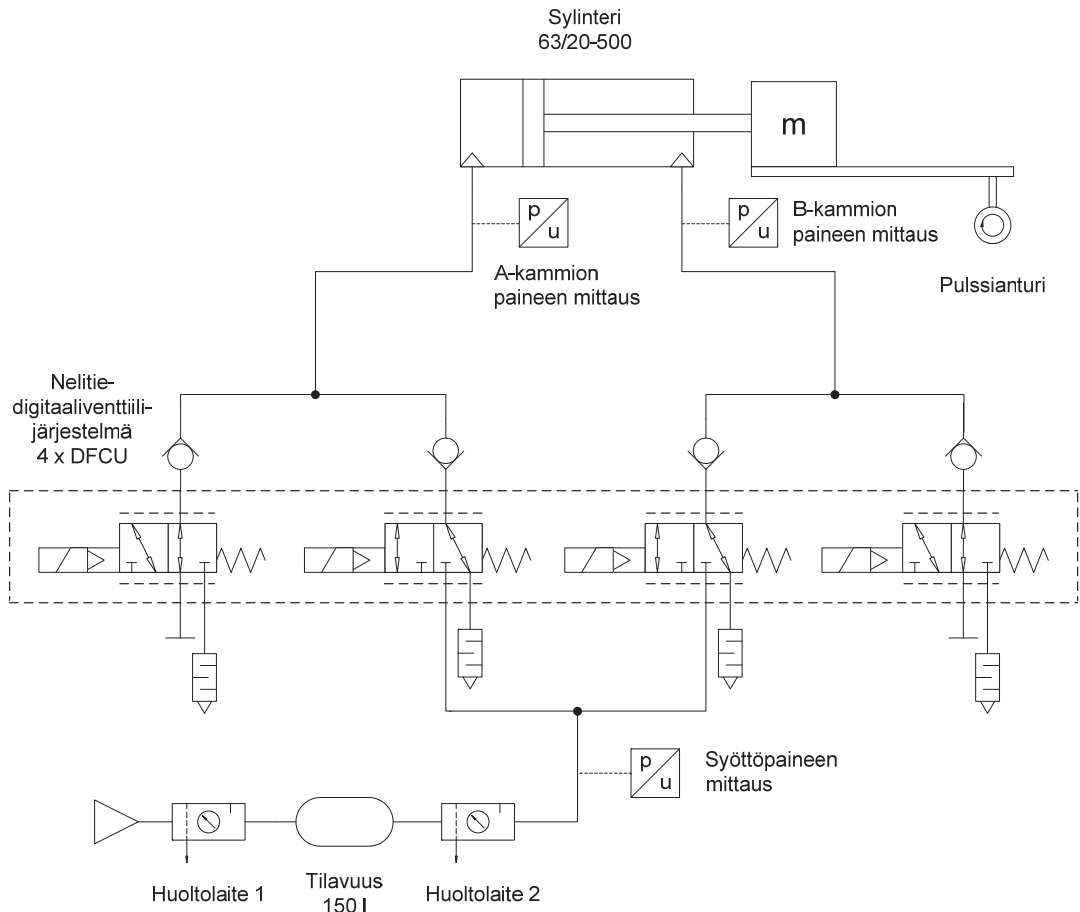 Sylinteri
63/20-500
m
p
u
A-kammion
paineen mittaus
p
u
B-kammion
paineen mittaus
Pulssianturi
Nelitie-
digitaaliventtiili-
järjestelmä
4 x DFCU
p
u
Syöttöpaineen
mittaus
Huoltolaite 1
Tilavuus
150 l
Huoltolaite 2